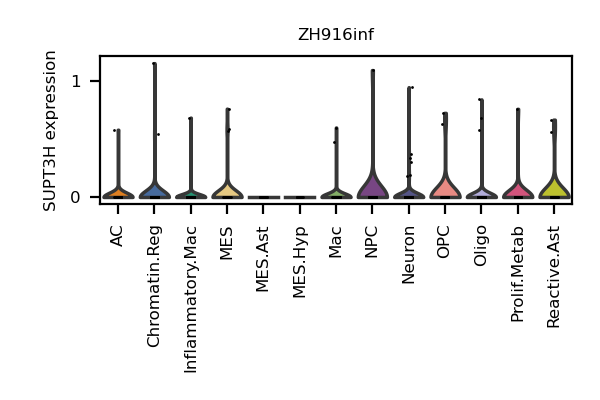 ZH916inf
SUPT3H expression
1
0
AC
Chromatin.Reg
Inflammatory.Mac
MES
MES.Ast
MES.Hyp
Mac
NPC
Neuron
OPC
Oligo
Prolif.Metab
Reactive.Ast